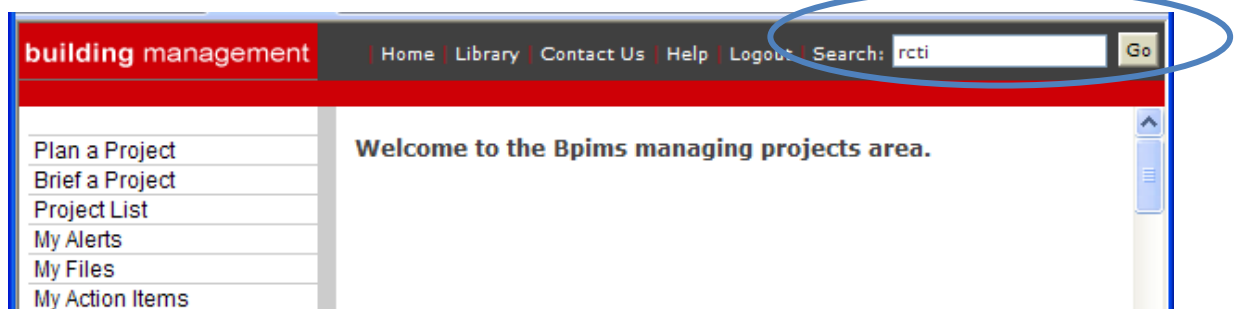 building management | Home | Library | Contact Us | Help | Logout | Search: rcti Go
Plan a Project
Welcome to the Bpims managing projects area.
Brief a Project
Project List
My Alerts
My Files
My Action Items